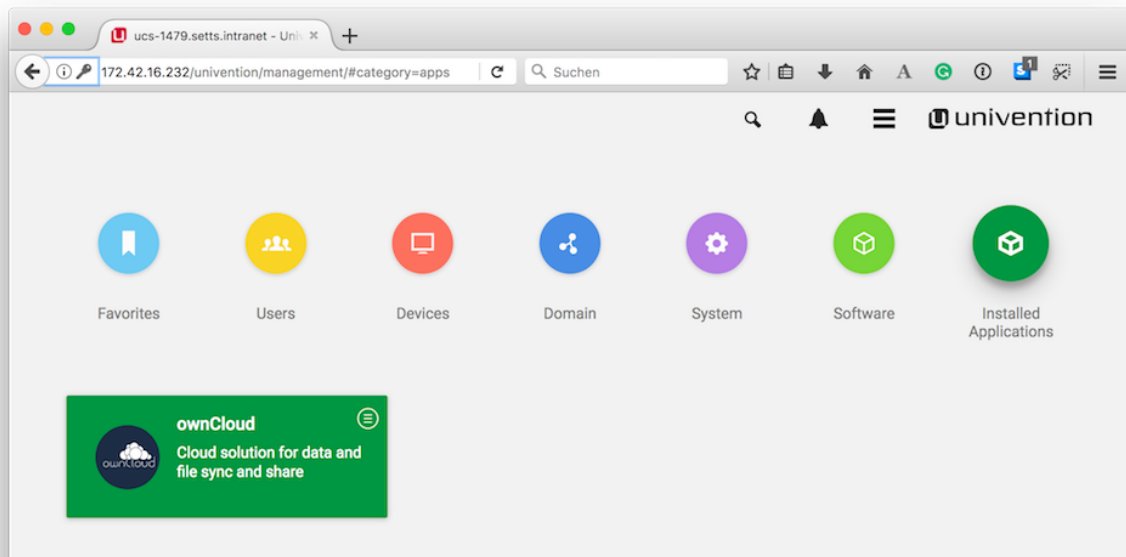 ucs-1479.setts.intranet - Univ
172.42.16.232/univention/management/#category=apps
Suchen
A
G
S
1
univention
Favorites
Users
Devices
Domain
System
Software
Installed
Applications
ownCloud
Cloud solution for data and
file sync and share
ownCloud